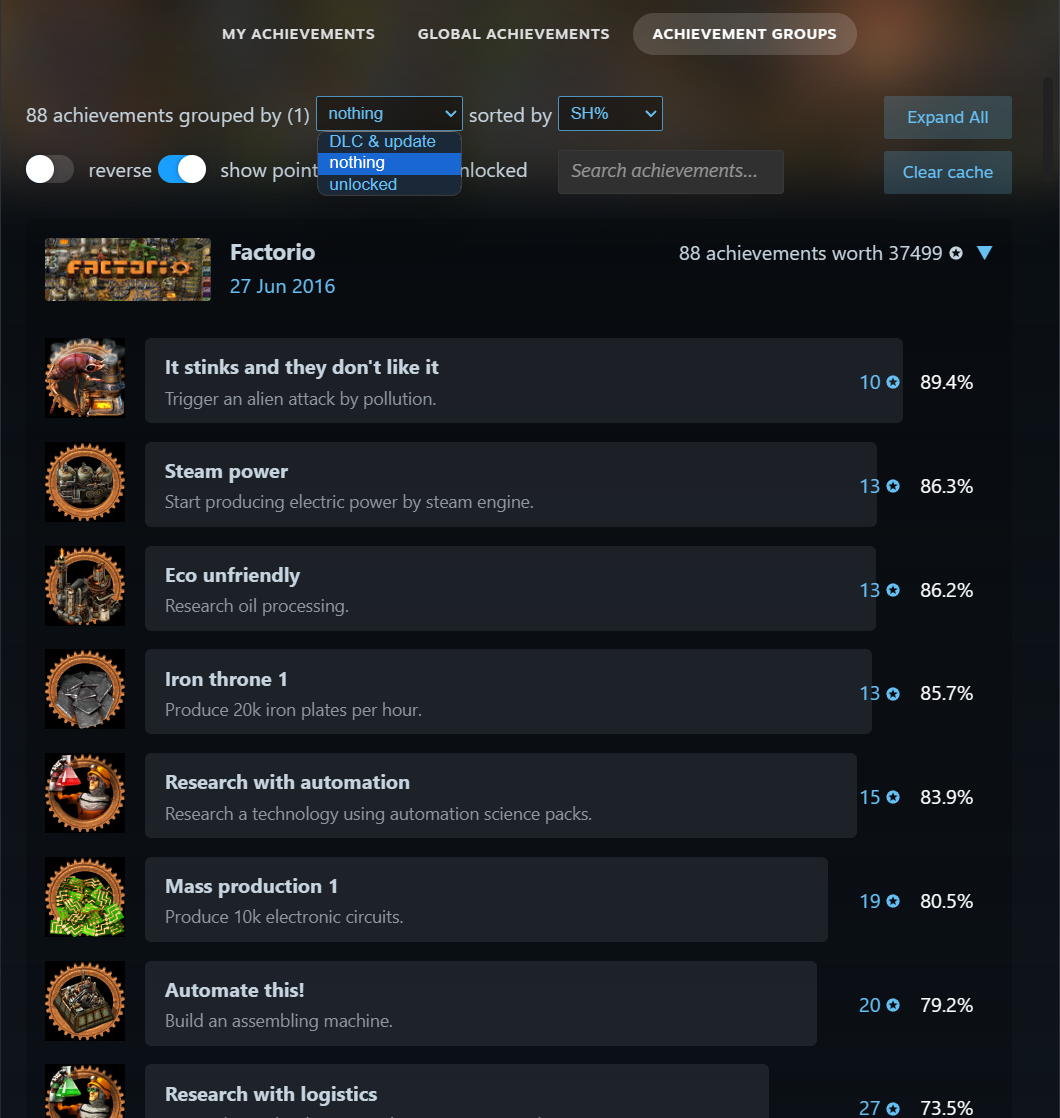 MY ACHIEVEMENTS GLOBAL ACHIEVEMENTS ACHIEVEMENT GROUPS
88 achievements grouped by (1) nothing sorted by SH% Expand All
DLC & update
nothing
unlocked
reverse show point nlocked Search achievements... Clear cache
FACTORIO
Factorio 88 achievements worth 37499
27 Jun 2016
It stinks and they don't like it
Trigger an alien attack by pollution.
10 89.4%
Steam power
Start producing electric power by steam engine.
13 86.3%
Eco unfriendly
Research oil processing.
13 86.2%
Iron throne 1
Produce 20k iron plates per hour.
13 85.7%
Research with automation
Research a technology using automation science packs.
15 83.9%
Mass production 1
Produce 10k electronic circuits.
19 80.5%
Automate this!
Build an assembling machine.
20 79.2%
Research with logistics
27 73.5%